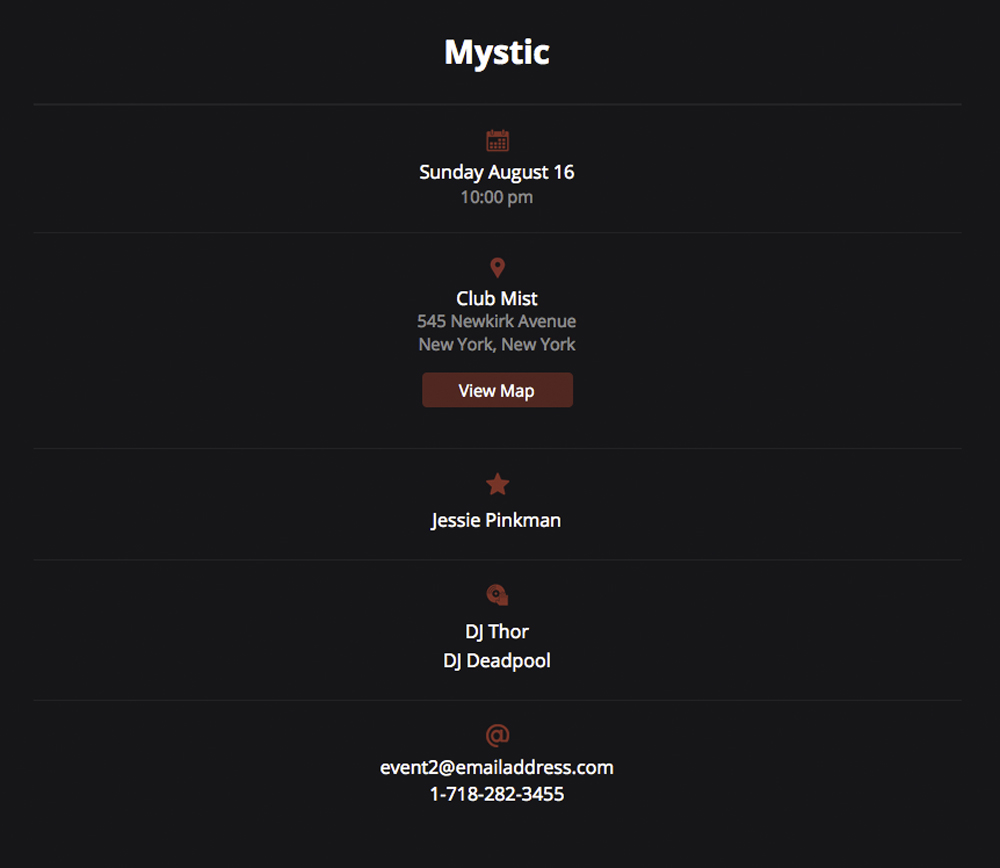 Mystic
Sunday August 16
10:00 pm
Club Mist
545 Newkirk Avenue
New York, New York
View Map
Jessie Pinkman
DJ Thor
DJ Deadpool
@
event2@emailaddress.com
1-718-282-3455